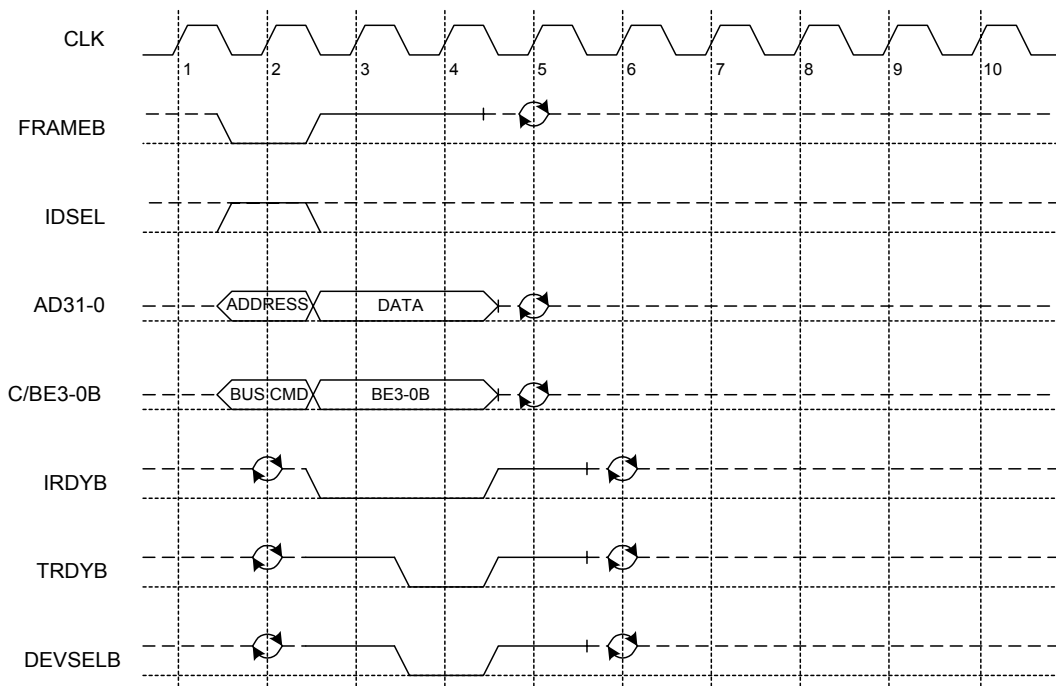 CLK
1 2 3 4 5 6 7 8 9 10
FRAMEB
IDSEL
AD31-0
ADDRESS DATA
C/BE3-0B
BUS CMD BE3-0B
IRDYB
TRDYB
DEVSELB